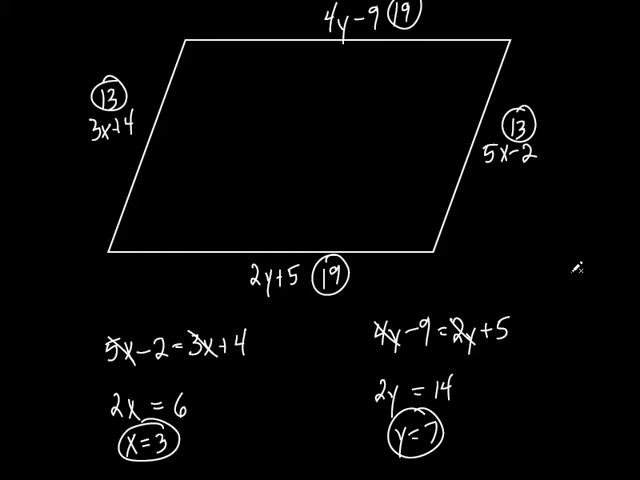 4y-9 19
13
3x+4
13
5x-2
2y+5 19
5x-2=3x+4
4y-9=2y+5
2x=6
2y=14
x=3
y=7